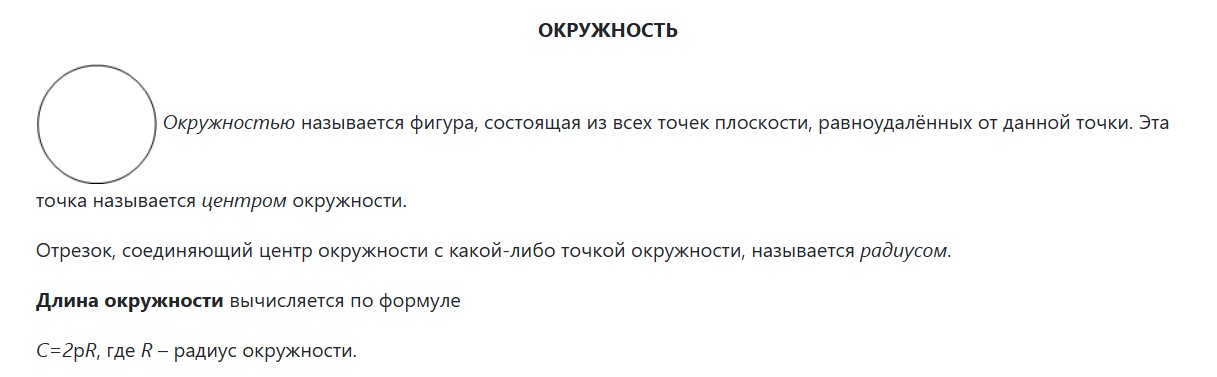 ОКРУЖНОСТЬ
Окружностью называется фигура, состоящая из всех точек плоскости, равноудалённых от данной точки. Эта
точка называется центром окружности.
Отрезок, соединяющий центр окружности с какой-либо точкой окружности, называется радиусом.
Длина окружности вычисляется по формуле
C=2pR, где R – радиус окружности.